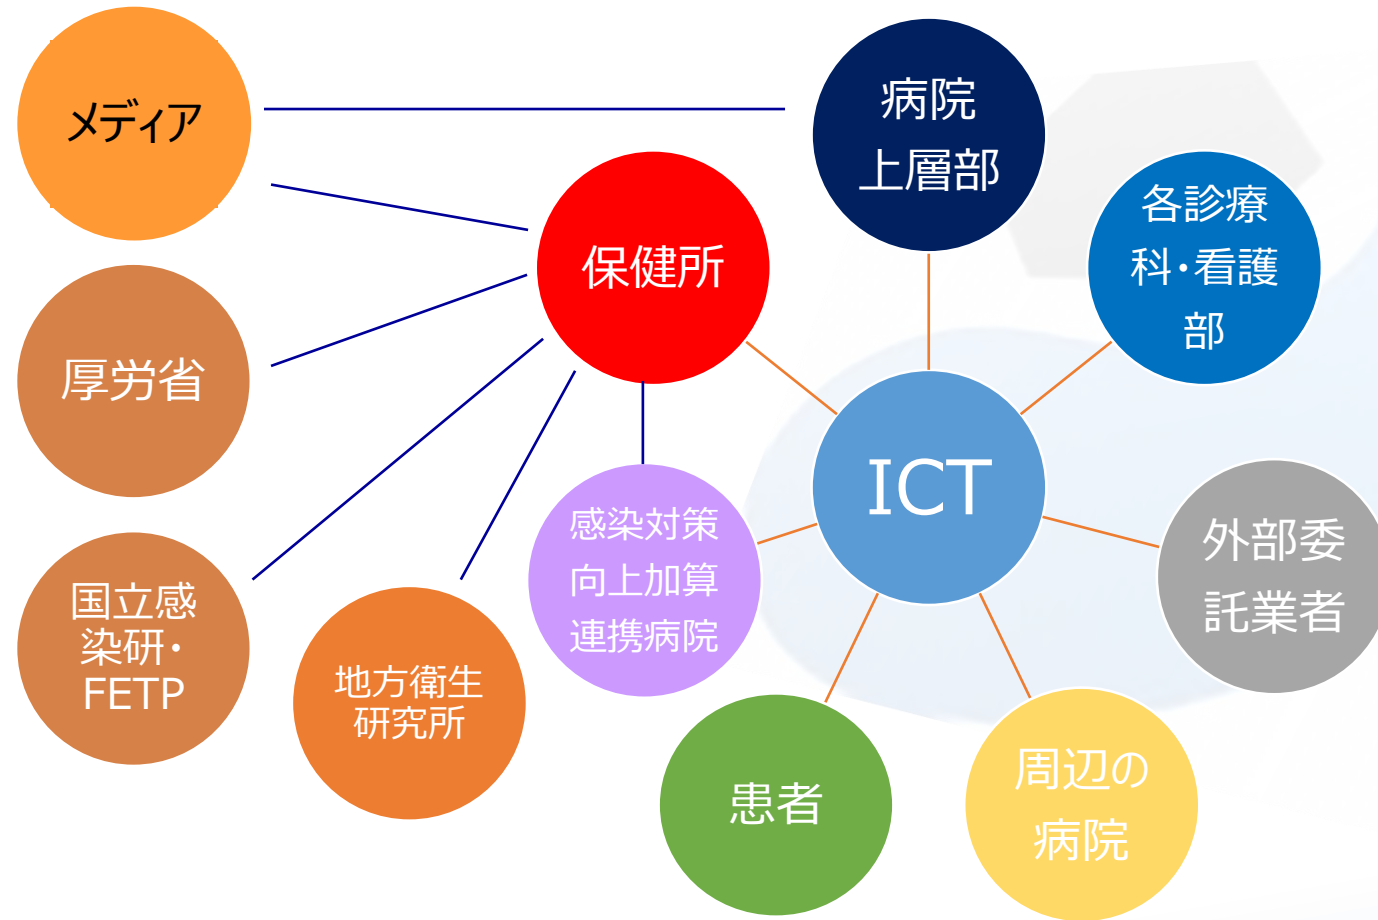 メディア
病院
上層部
保健所
各診療
科・看護
部
厚労省
ICT
感染対策
向上加算
連携病院
外部委
託業者
国立感
染研・
FETP
地方衛生
研究所
患者
周辺の
病院